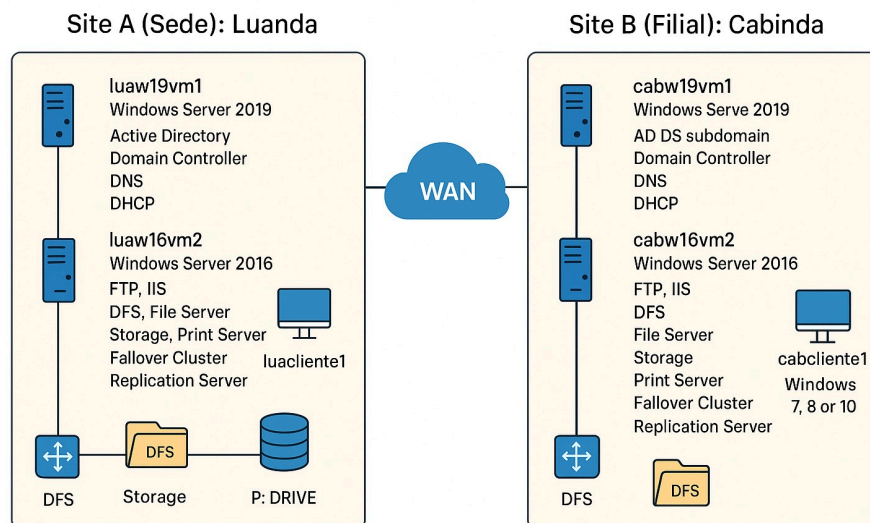 Site A (Sede): Luanda
luaw19vm1
Windows Server 2019
Active Directory
Domain Controller
DNS
DHCP
luaw16vm2
Windows Server 2016
FTP, IIS
DFS, File Server
Storage, Print Server
Fallover Cluster
Replication Server
luacliente1
DFS
DFS
Storage
P: DRIVE
WAN
Site B (Filial): Cabinda
cabw19vm1
Windows Serve 2019
AD DS subdomain
Domain Controller
DNS
DHCP
cabw16vm2
Windows Server 2016
FTP, IIS
DFS
File Server
Storage
Print Server
Fallover Cluster
Replication Server
cabcliente1
Windows
7, 8 or 10
DFS
DFS